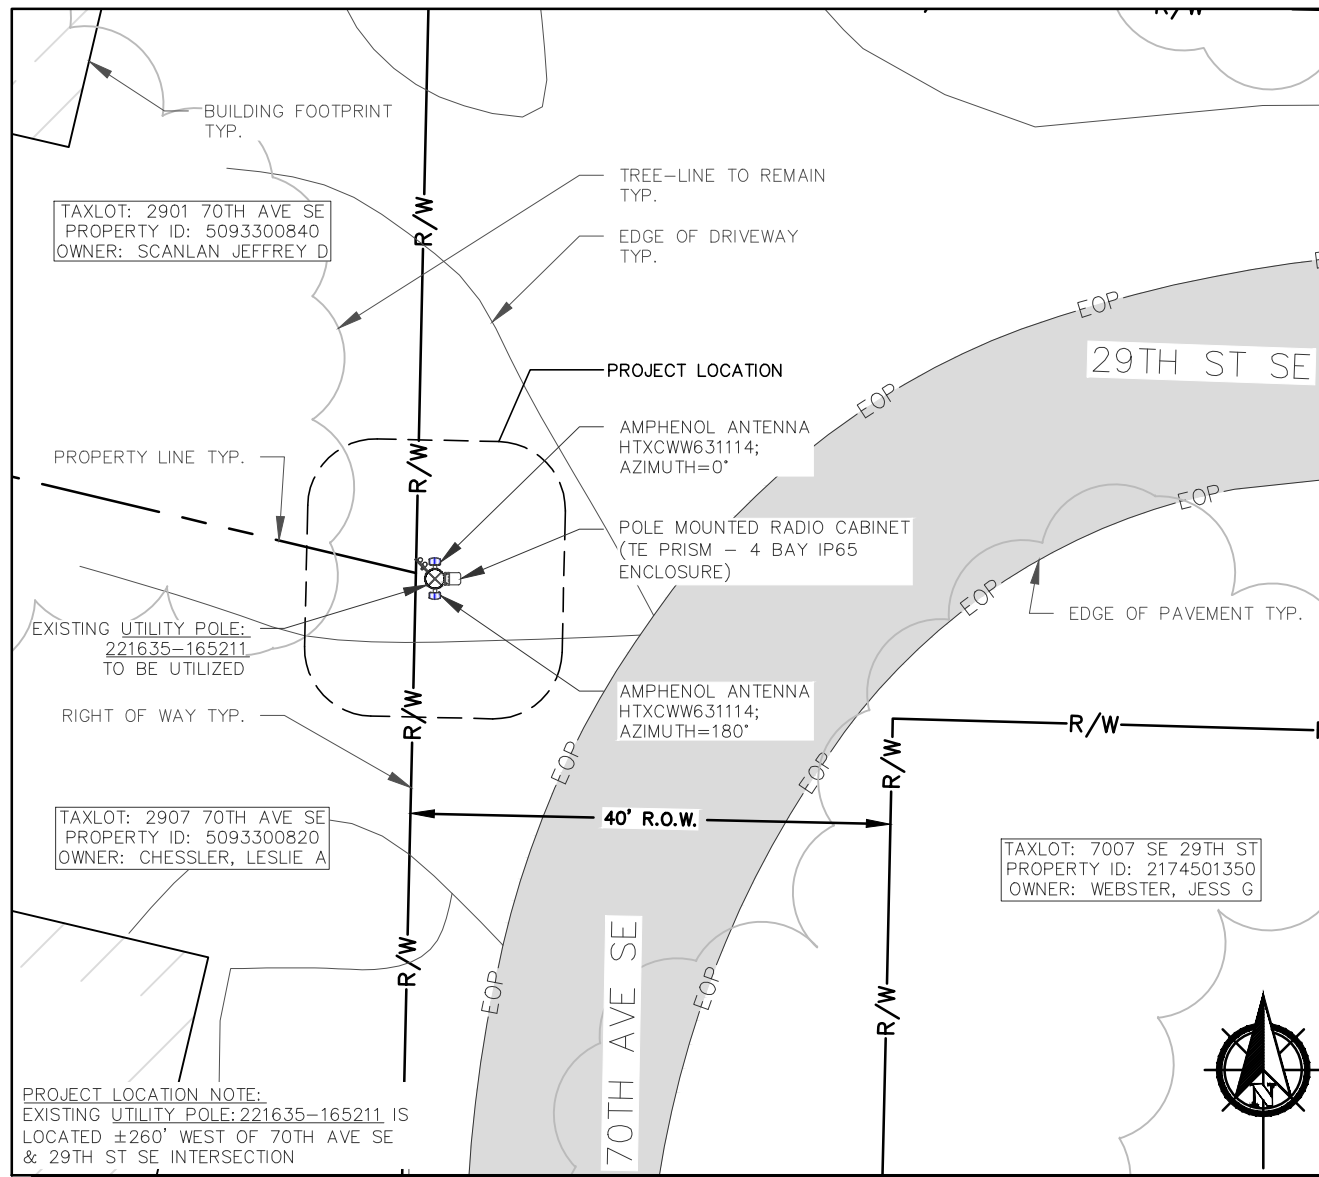 R/W
BUILDING FOOTPRINT
TYP.
TREE-LINE TO REMAIN
TYP.
TAXLOT: 2901 70TH AVE SE
PROPERTY ID: 5093300840
OWNER: SCANLAN JEFFREY D
R/W
EDGE OF DRIVEWAY
TYP.
EOP
29TH ST SE
PROJECT LOCATION
EOP
AMPHENOL ANTENNA
HTXCWW631114;
AZIMUTH=0°
PROPERTY LINE TYP.
R/W
EOP
POLE MOUNTED RADIO CABINET
(TE PRISM - 4 BAY IP65
ENCLOSURE)
EOP
EDGE OF PAVEMENT TYP.
EXISTING UTILITY POLE:
221635-165211
TO BE UTILIZED
AMPHENOL ANTENNA
HTXCWW631114;
AZIMUTH=180°
RIGHT OF WAY TYP.
R/W
R/W
R/W
EOP
EOP
40' R.O.W.
TAXLOT: 2907 70TH AVE SE
PROPERTY ID: 5093300820
OWNER: CHESSLER, LESLIE A
TAXLOT: 7007 SE 29TH ST
PROPERTY ID: 2174501350
OWNER: WEBSTER, JESS G
R/W
EOP
70TH AVE SE
EOP
R/W
N
PROJECT LOCATION NOTE:
EXISTING UTILITY POLE: 221635-165211 IS
LOCATED ±260' WEST OF 70TH AVE SE
& 29TH ST SE INTERSECTION